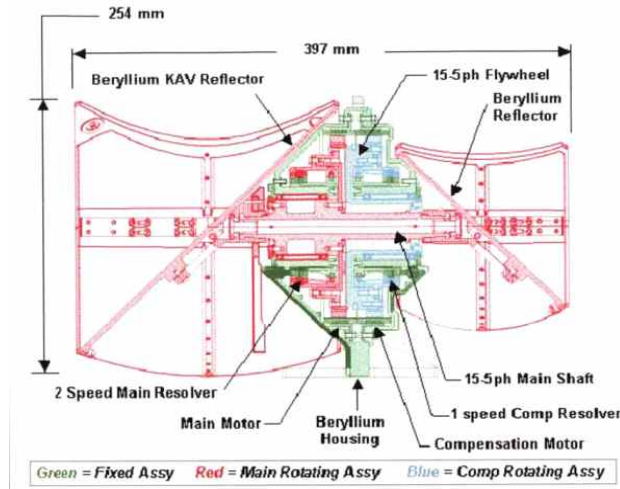 254 mm
397 mm
Beryllium KAV Reflector
15-5ph Flywheel
Beryllium
Reflector
2 Speed Main Resolver
Main Motor
Beryllium
Housing
15-5ph Main Shaft
1 speed Comp Resolver
Compensation Motor
Green = Fixed Assy Red = Main Rotating Assy Blue = Comp Rotating Assy